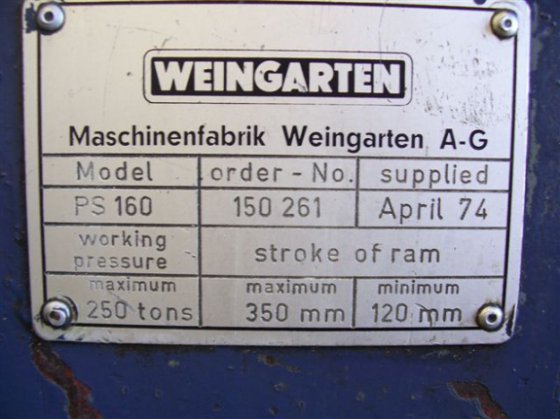 WEINGARTEN
Maschinenfabrik Weingarten A-G
Model order - No. supplied
PS 160 150 261 April 74
working
pressure stroke of ram
maximum maximum minimum
250 tons 350 mm 120 mm